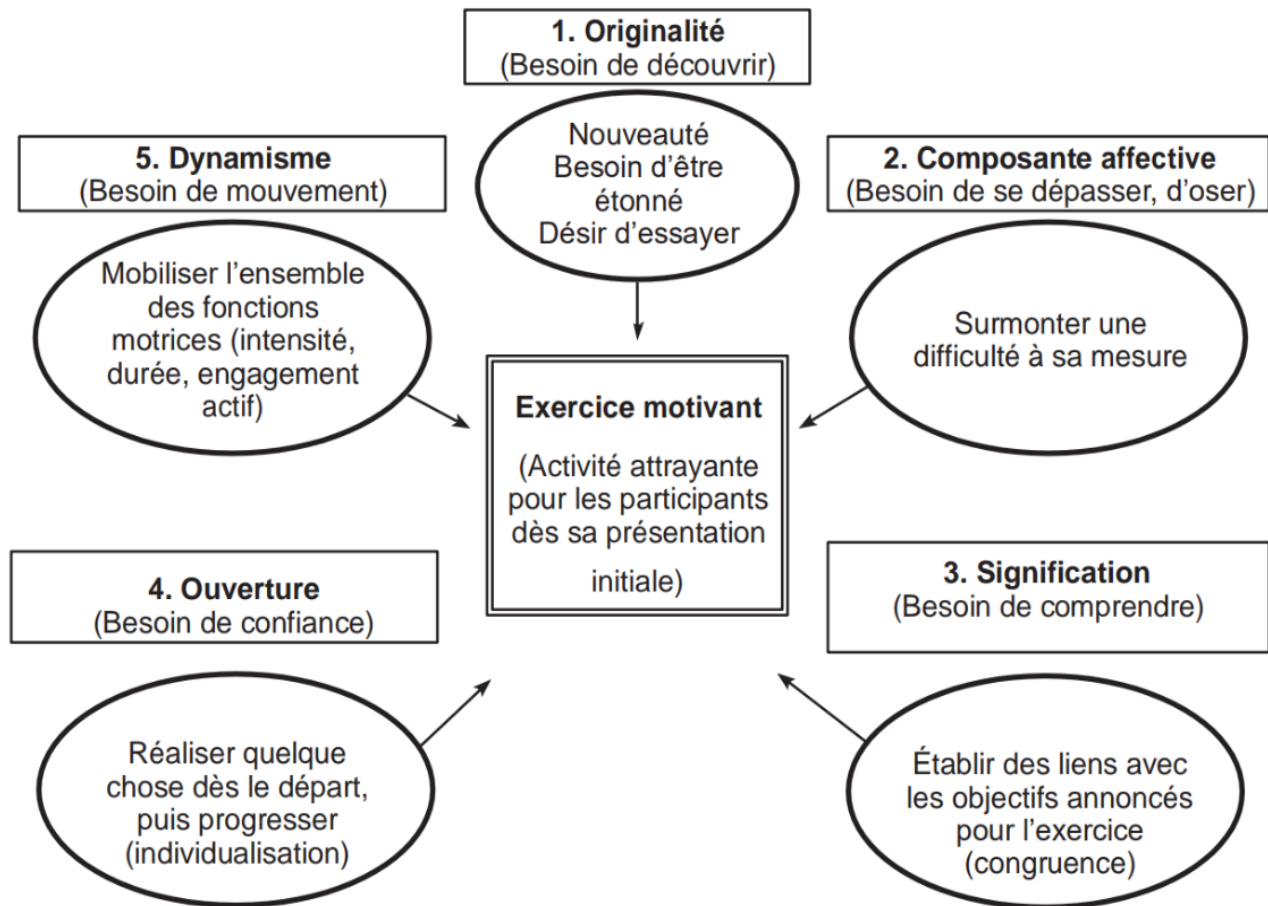 1. Originalité
(Besoin de découvrir)
Nouveauté
Besoin d’être
étonné
Désir d’essayer
5. Dynamisme
(Besoin de mouvement)
Mobiliser l’ensemble
des fonctions
motrices (intensité,
durée, engagement
actif)
2. Composante affective
(Besoin de se dépasser, d’oser)
Surmonter une
difficulté à sa mesure
Exercice motivant
(Activité attrayante
pour les participants
dès sa présentation
initiale)
4. Ouverture
(Besoin de confiance)
Réaliser quelque
chose dès le départ,
puis progresser
(individualisation)
3. Signification
(Besoin de comprendre)
Établir des liens avec
les objectifs annoncés
pour l’exercice
(congruence)